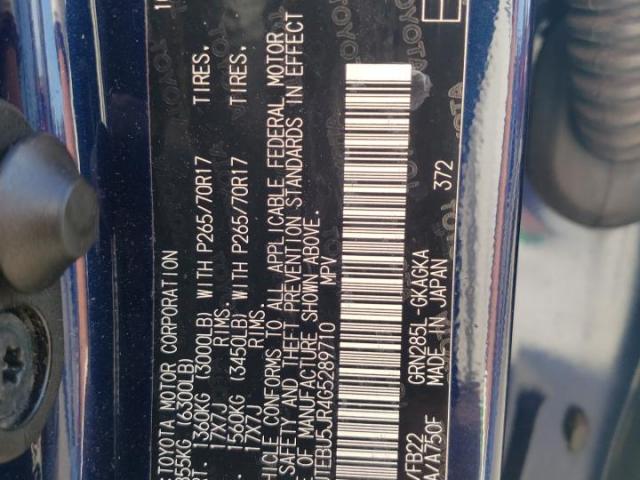 E TOYOTA MOTOR CORPORATION
855KG (6300LB)
RT. 1360KG (3000LB) WITH P265/70R17 TIRES.
17X7J RIMS.
1560KG (3450LB) WITH P265/70R17 TIRES.
17X7J RIMS.
EHICLE CONFORMS TO ALL APPLICABLE FEDERAL MOTOR
SAFETY AND THEFT PREVENTION STANDARDS IN EFFECT
OF MANUFACTURE SHOWN ABOVE.
JTEBU5JR4G5289710 MPV
/FB22 GRN285L -GKAGKA
A/A750F MADE IN JAPAN 372